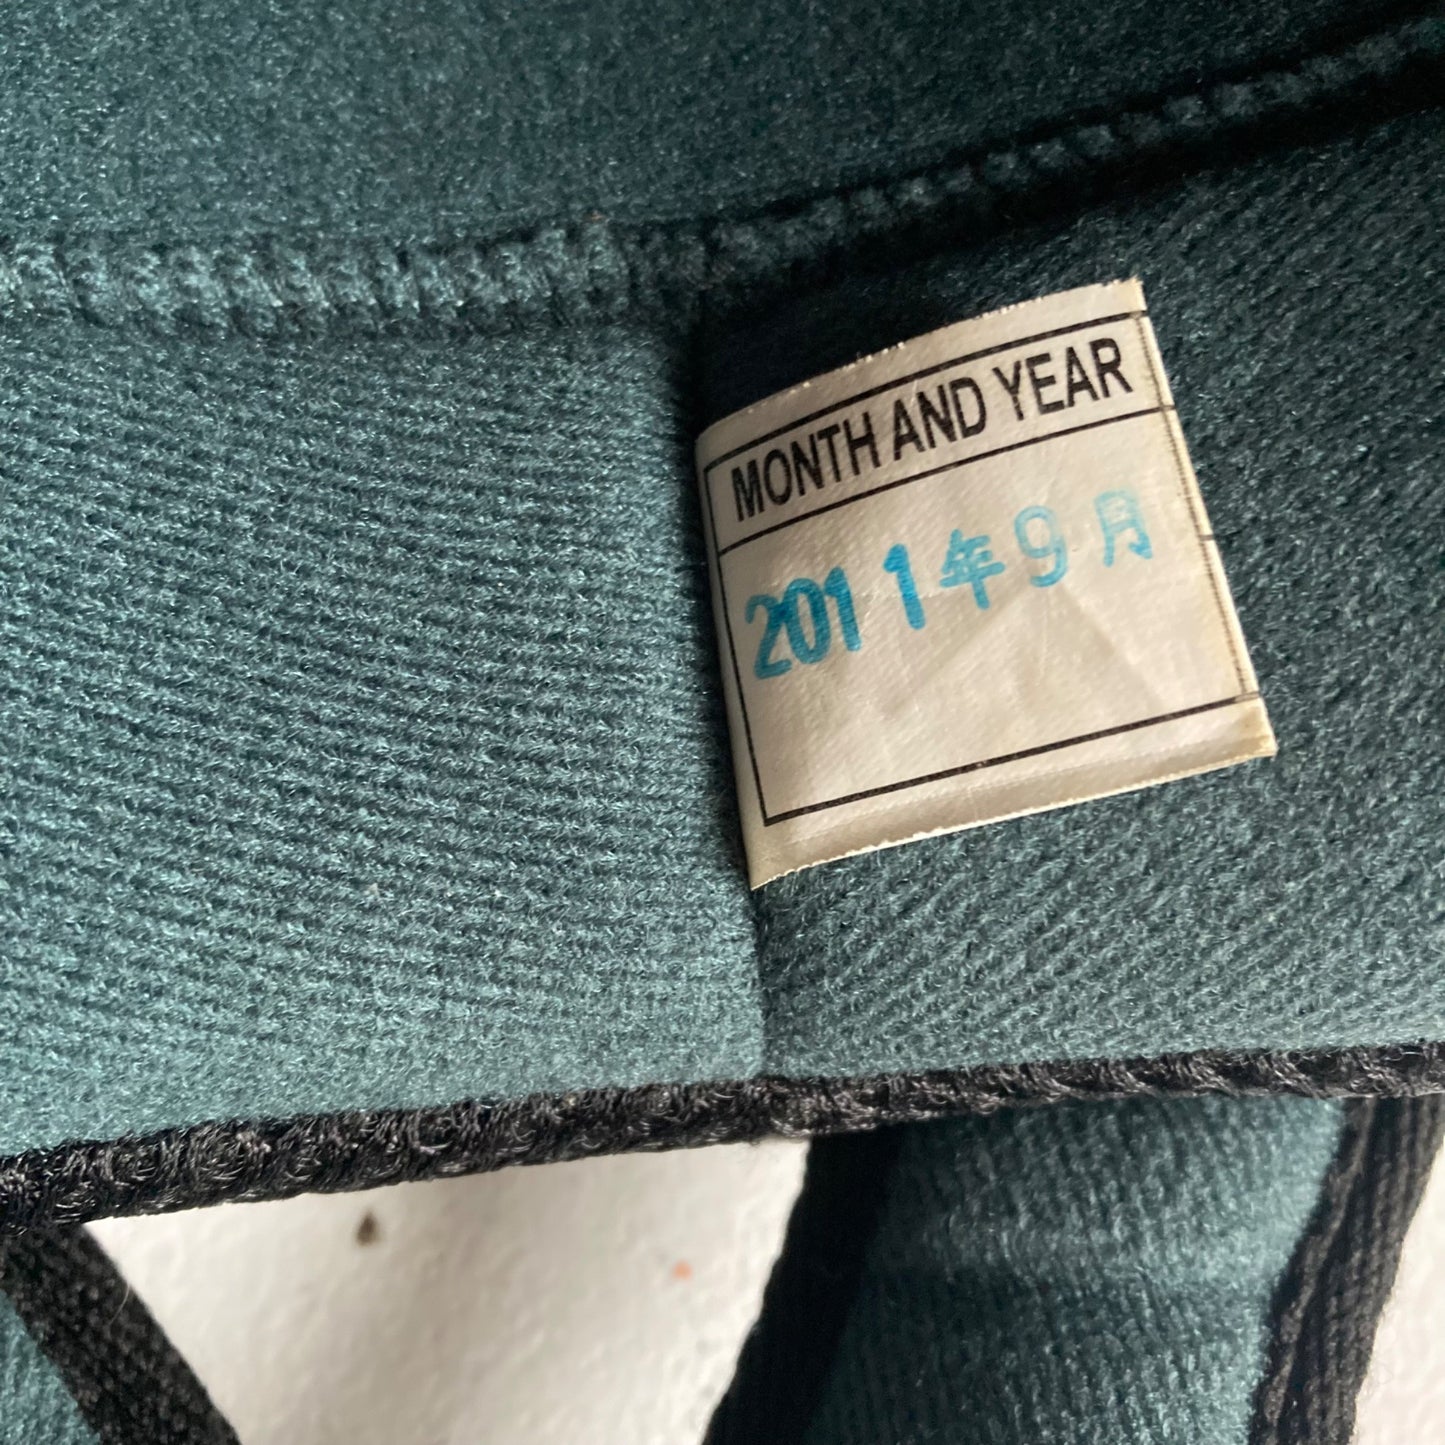 MONTH AND YEAR
2011年9月